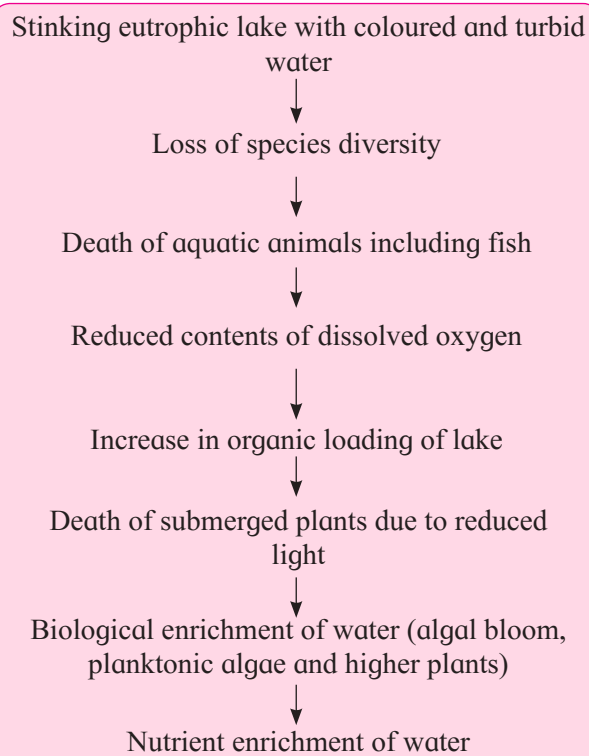 Stinking eutrophic lake with coloured and turbid
water
Loss of species diversity
Death of aquatic animals including fish
Reduced contents of dissolved oxygen
Increase in organic loading of lake
Death of submerged plants due to reduced
light
Biological enrichment of water (algal bloom,
planktonic algae and higher plants)
Nutrient enrichment of water